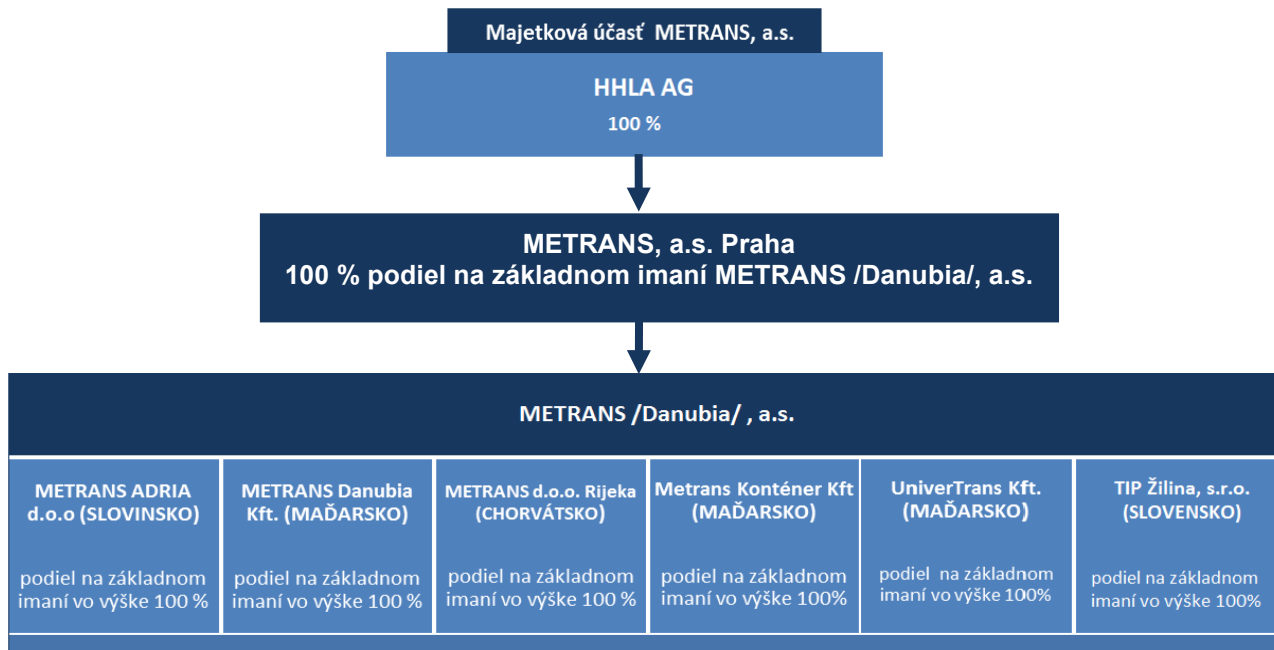 Majetková účasť METRANS, a.s.
HHLA AG
100 %
METRANS, a.s. Praha
100 % podiel na základnom imaní METRANS /Danubia/, a.s.
METRANS /Danubia/ , a.s.
METRANS ADRIA
d.o.o (SLOVINSKO)
podiel na základnom
imaní vo výške 100 %
METRANS Danubia
Kft. (MAĎARSKO)
podiel na základnom
imaní vo výške 100 %
METRANS d.o.o. Rijeka
(CHORVÁTSKO)
podiel na základnom
imaní vo výške 100 %
Metrans Konténer Kft
(MAĎARSKO)
podiel na základnom
imaní vo výške 100%
UniverTrans Kft.
(MAĎARSKO)
podiel na základnom
imaní vo výške 100%
TIP Žilina, s.r.o.
(SLOVENSKO)
podiel na základnom
imaní vo výške 100%